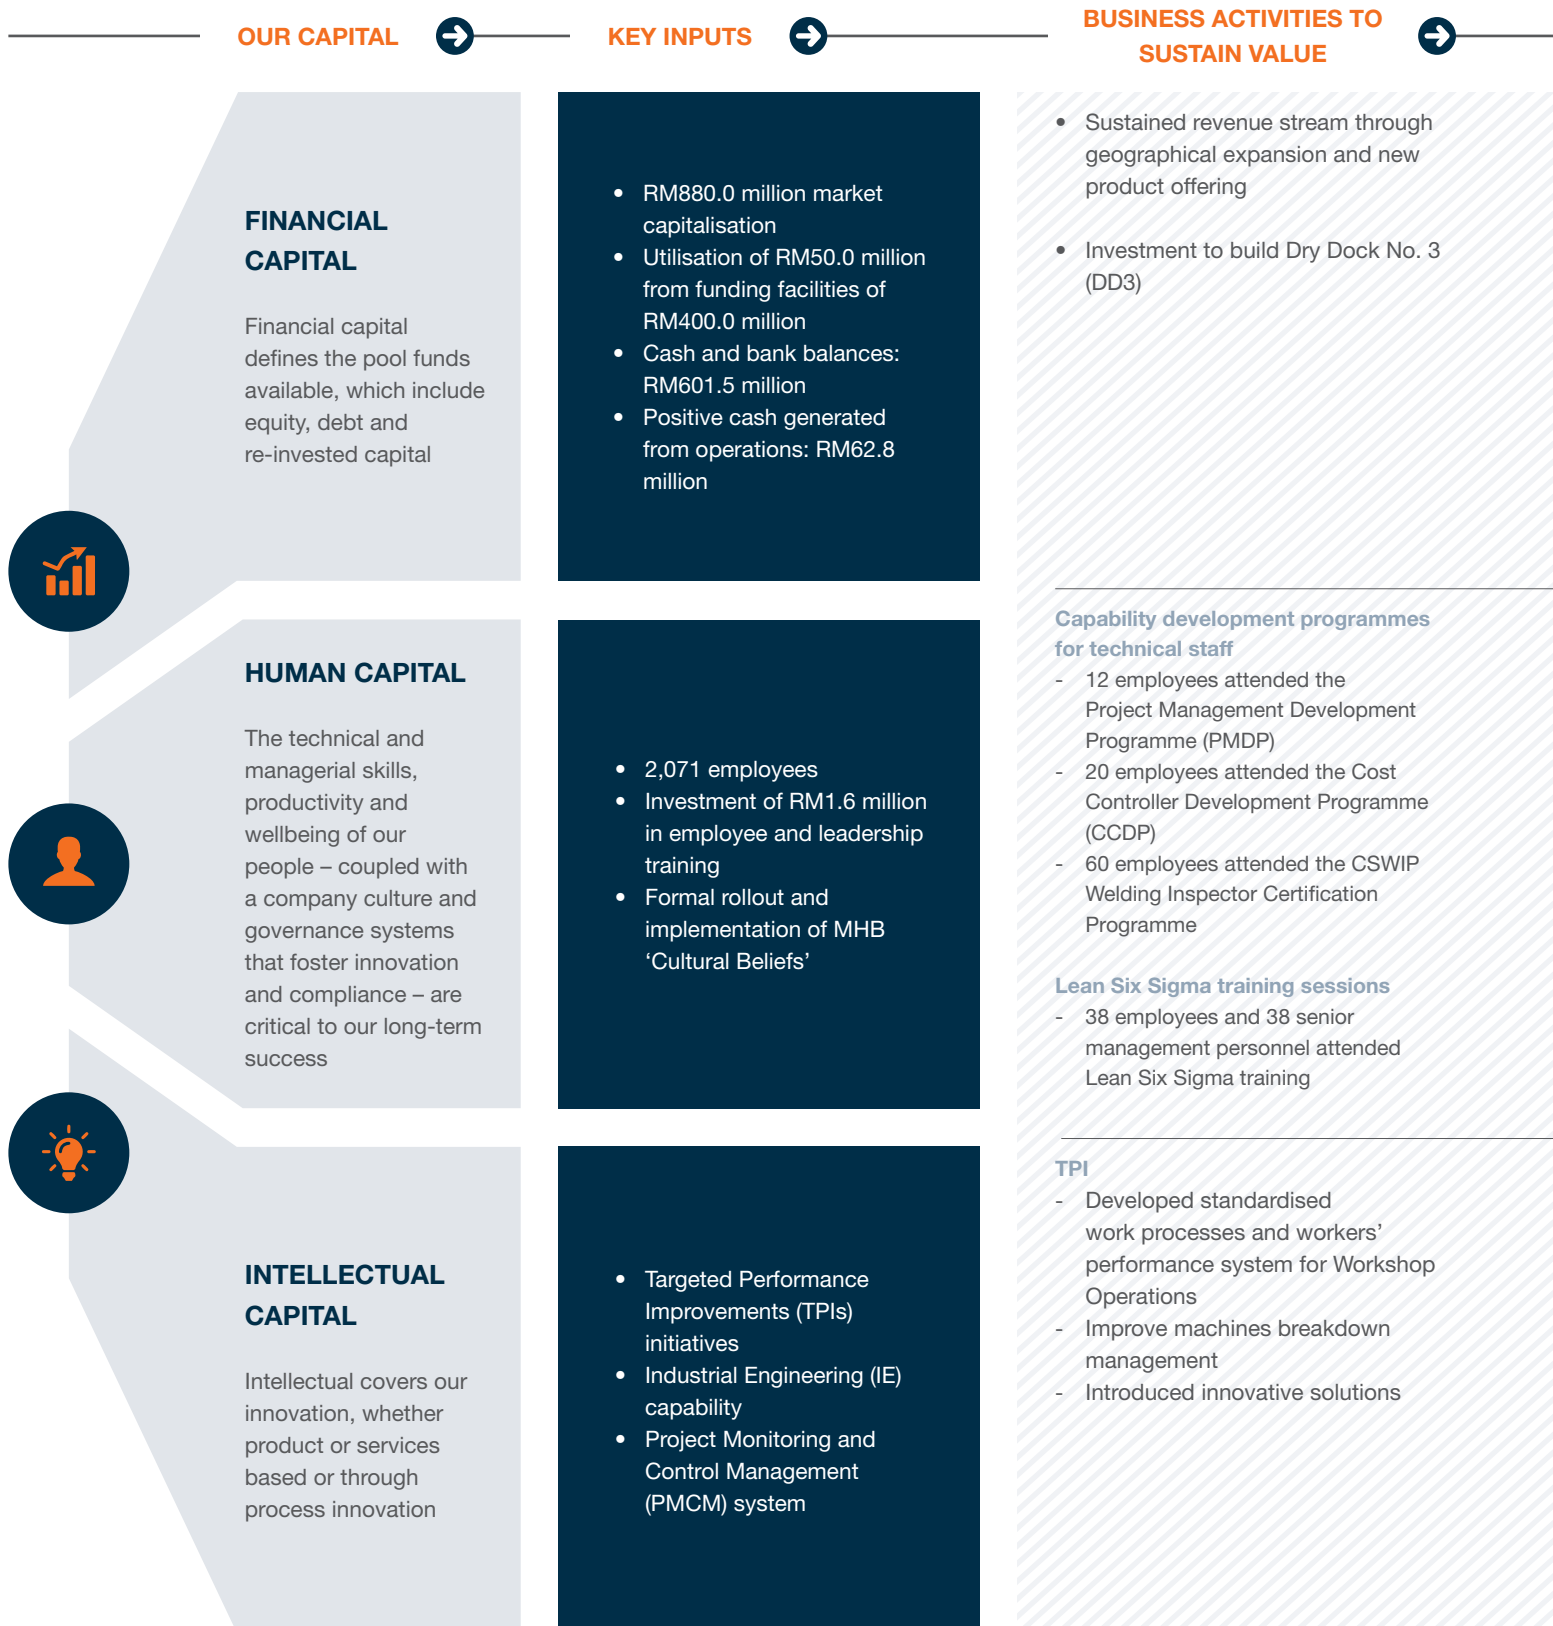 OUR CAPITAL
KEY INPUTS
BUSINESS ACTIVITIES TO
SUSTAIN VALUE
FINANCIAL
CAPITAL
Financial capital
defines the pool funds
available, which include
equity, debt and
re-invested capital
• RM880.0 million market
capitalisation
• Utilisation of RM50.0 million
from funding facilities of
RM400.0 million
• Cash and bank balances:
RM601.5 million
• Positive cash generated
from operations: RM62.8
million
• Sustained revenue stream through
geographical expansion and new
product offering
• Investment to build Dry Dock No. 3
(DD3)
HUMAN CAPITAL
The technical and
managerial skills,
productivity and
wellbeing of our
people – coupled with
a company culture and
governance systems
that foster innovation
and compliance – are
critical to our long-term
success
• 2,071 employees
• Investment of RM1.6 million
in employee and leadership
training
• Formal rollout and
implementation of MHB
‘Cultural Beliefs’
Capability development programmes
for technical staff
- 12 employees attended the
Project Management Development
Programme (PMDP)
- 20 employees attended the Cost
Controller Development Programme
(CCDP)
- 60 employees attended the CSWIP
Welding Inspector Certification
Programme
Lean Six Sigma training sessions
- 38 employees and 38 senior
management personnel attended
Lean Six Sigma training
INTELLECTUAL
CAPITAL
Intellectual covers our
innovation, whether
product or services
based or through
process innovation
• Targeted Performance
Improvements (TPIs)
initiatives
• Industrial Engineering (IE)
capability
• Project Monitoring and
Control Management
(PMCM) system
TPI
- Developed standardised
work processes and workers’
performance system for Workshop
Operations
- Improve machines breakdown
management
- Introduced innovative solutions